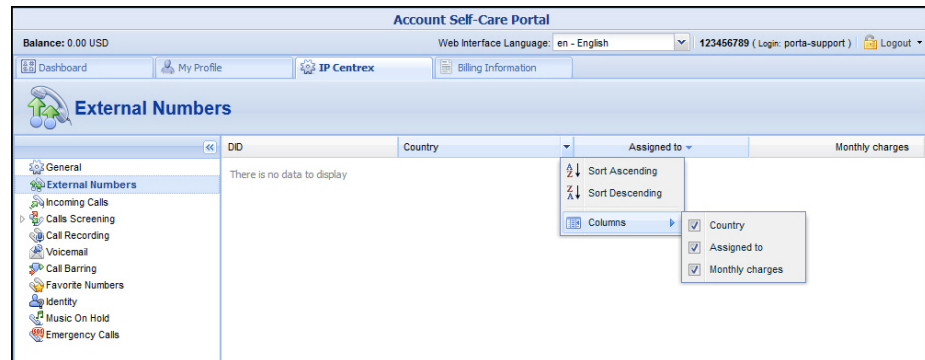 Account Self-Care Portal
Balance: 0.00 USD Web Interface Language: en - English 123456789 ( Login: porta-support ) Logout
Dashboard My Profile IP Centrex Billing Information
External Numbers
DID Country Assigned to Monthly charges
There is no data to display
General
External Numbers
Incoming Calls
Calls Screening
Call Recording
Voicemail
Call Barring
Favorite Numbers
Identity
Music On Hold
Emergency Calls
Sort Ascending
Sort Descending
Columns
Country
Assigned to
Monthly charges